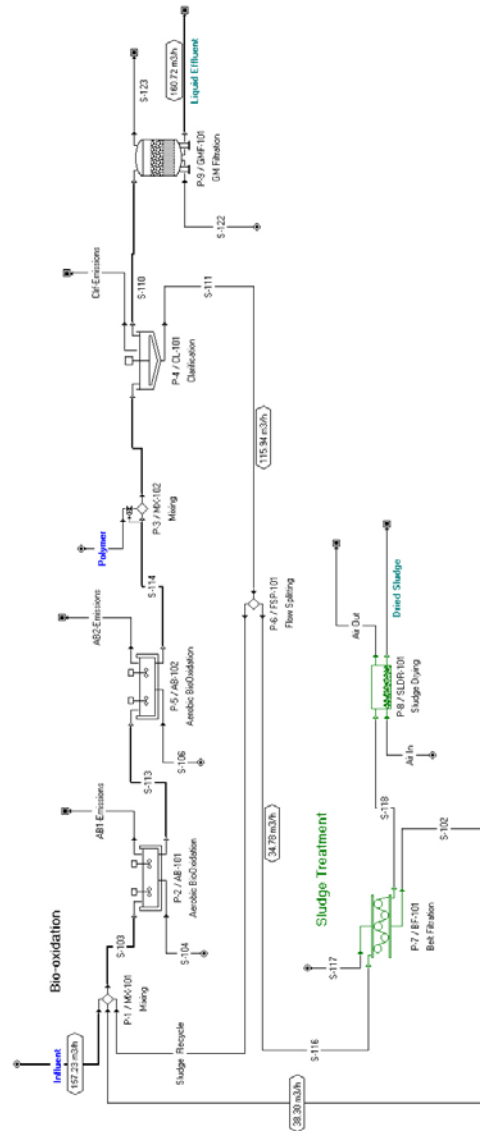 Bio-oxidation
Influent
157.23 m3/h
P-1 / MX-101
Mixing
S-103
S-104
P-2 / AB-101
Aerobic BioOxidation
AB1-Emissions
S-113
S-106
P-5 / AB-102
Aerobic BioOxidation
AB2-Emissions
S-114
Polymer
P-3 / MX-102
Mixing
P-4 / CL-101
Clarification
Clrf-Emissions
S-110
S-111
S-122
P-9 / GMF-101
GM Filtration
S-123
160.72 m3/h
Liquid Effluent
Sludge Recycle
P-6 / FSP-101
Flow Splitting
115.94 m3/h
34.78 m3/h
Sludge Treatment
S-116
S-117
P-7 / BF-101
Belt Filtration
S-118
S-102
38.30 m3/h
Air In
P-8 / SLDR-101
Sludge Drying
Air Out
Dried Sludge